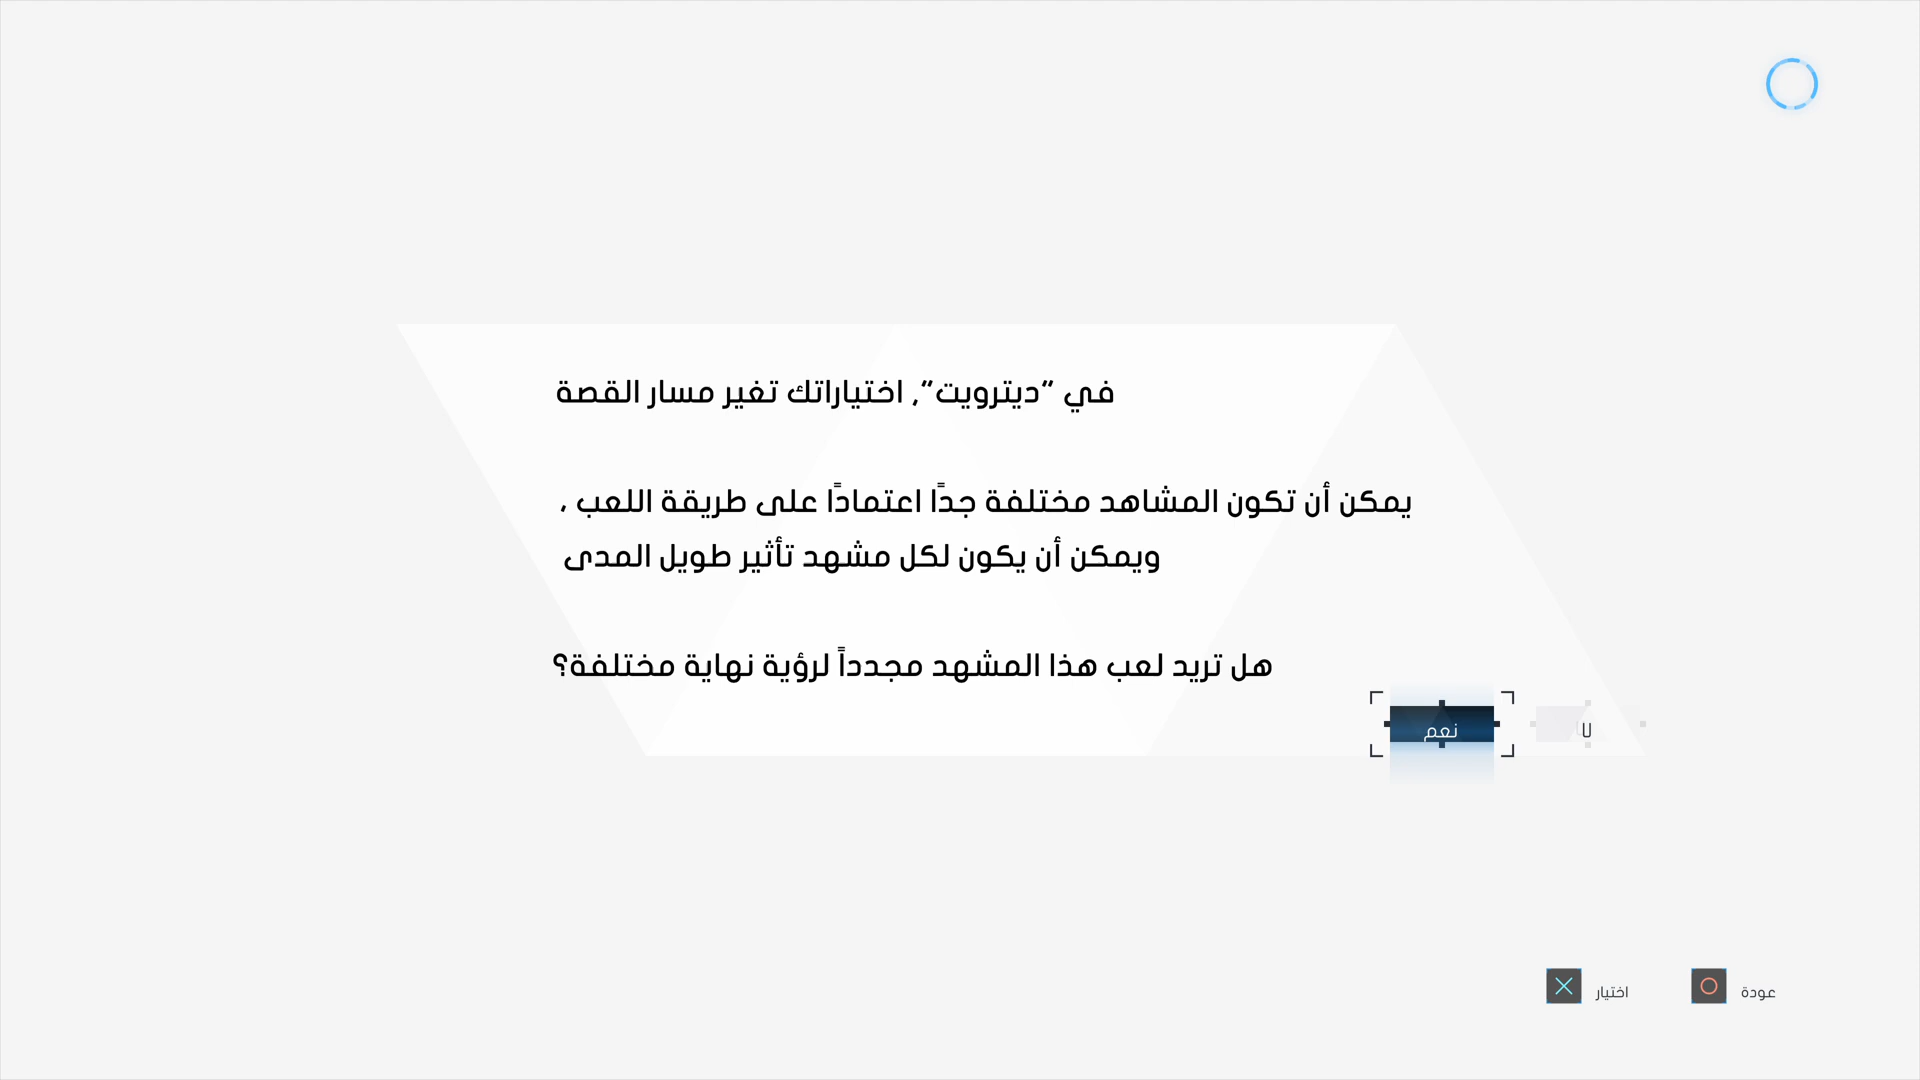 في “ديترويت”, اختياراتك تغير مسار القصة
يمكن أن تكون المشاهد مختلفة جدًا اعتمادًا على طريقة اللعب ،
ويمكن أن يكون لكل مشهد تأثير طويل المدى
هل تريد لعب هذا المشهد مجدداً لرؤية نهاية مختلفة؟
نعم
لا
اختيار
عودة